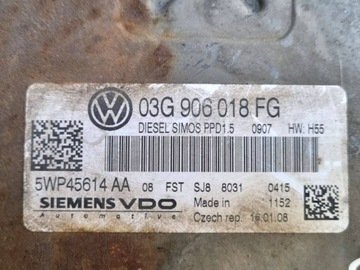 03G 906 018 FG
DIESEL SIMOS PPD1.5 0907 HW: H55
5WP45614 AA 08 FST SJ8 8031 0415
SIEMENS VDO Made in 1152
Automotive Czech rep. 16.01.08